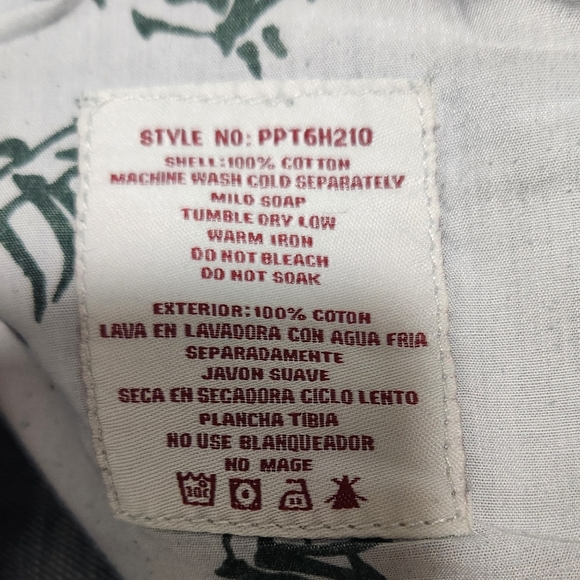 STYLE NO: PPT6H210
SHELL:100% COTTON
MACHINE WASH COLD SEPARATELY
MILD SOAP
TUMBLE DRY LOW
WARM IRON
DO NOT BLEACH
DO NOT SOAK
EXTERIOR:100% COTON
LAVA EN LAVADORA CON AGUA FRIA
SEPARADAMENTE
JAVON SUAVE
SECA EN SECADORA CICLO LENTO
PLANCHA TIBIA
NO USE BLANQUEADOR
NO MAGE